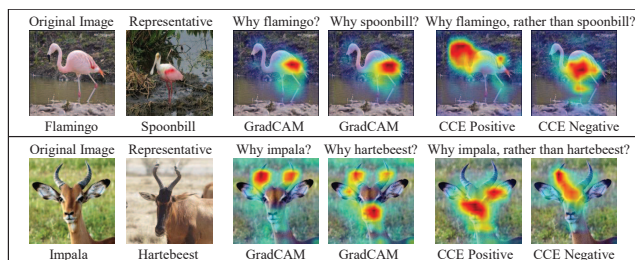 Original Image Representative Why flamingo? Why spoonbill? Why flamingo, rather than spoonbill?
Flamingo Spoonbill GradCAM GradCAM CCE Positive CCE Negative
Original Image Representative Why impala? Why hartebeest? Why impala, rather than hartebeest?
Impala Hartebeest GradCAM GradCAM CCE Positive CCE Negative